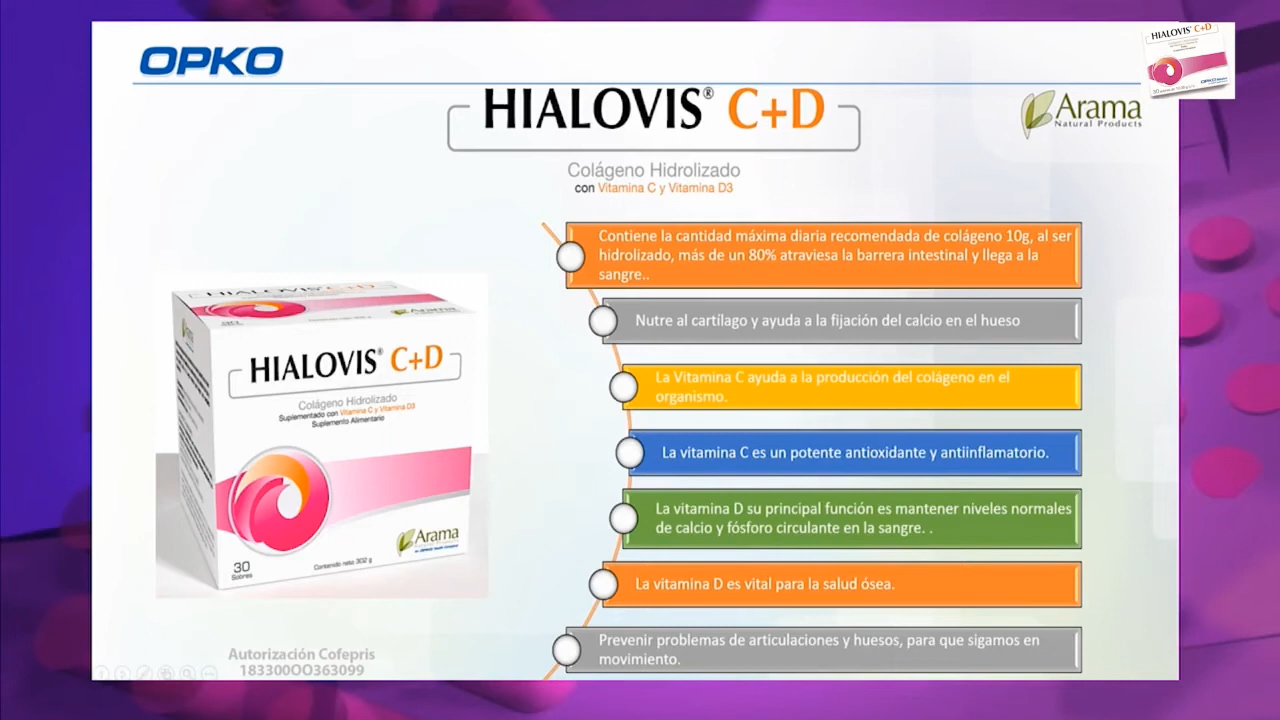 OPKO
HIALOVIS® C+D
HIALOVIS® C+D
Arama
Natural Products
Colágeno Hidrolizado
con Vitamina C y Vitamina D3
Contiene la cantidad máxima diaria recomendada de colágeno 10g, al ser
hidrolizado, más de un 80% atraviesa la barrera intestinal y llega a la
sangre..
Nutre al cartílago y ayuda a la fijación del calcio en el hueso
La Vitamina C ayuda a la producción del colágeno en el
organismo.
La vitamina C es un potente antioxidante y antiinflamatorio.
La vitamina D su principal función es mantener niveles normales
de calcio y fósforo circulante en la sangre. .
La vitamina D es vital para la salud ósea.
Prevenir problemas de articulaciones y huesos, para que sigamos en
movimiento.
HIALOVIS® C+D
Arama
HIALOVIS® C+D
Colágeno Hidrolizado
Suplementado con Vitamina C y Vitamina D3
Suplemento Alimentario
Arama
30
Sobres
Contenido neto 302 g
Autorización Cofepris
183300OO363099